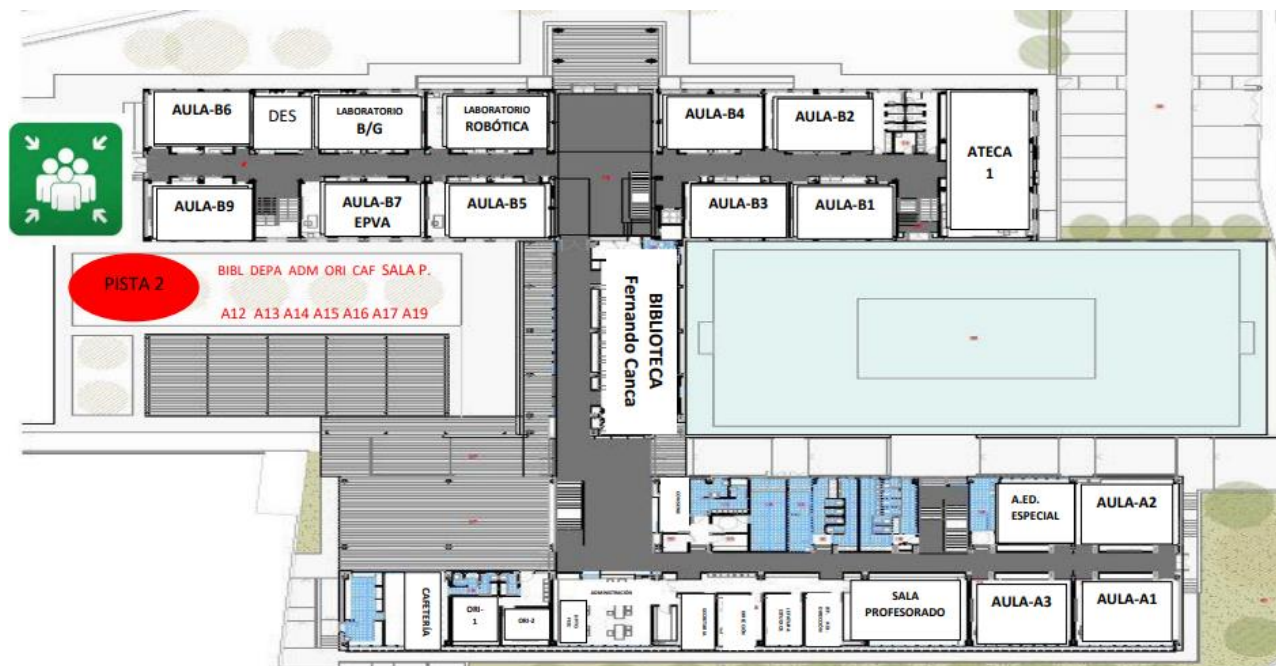 AULA-B6
DES
LABORATORIO
B/G
LABORATORIO
ROBÓTICA
AULA-B4
AULA-B2
ATECA
1
AULA-B9
AULA-B7
EPVA
AULA-B5
AULA-B3
AULA-B1
PISTA 2
BIBL DEPA ADM ORI CAF SALA P.
A12 A13 A14 A15 A16 A17 A19
BIBLIOTECA
Fernando Canca
CONSERJ
A.ED.
ESPECIAL
AULA-A2
CAFETERÍA
ORI-
1
ORI-2
ADMINISTRACIÓN
SECRETARIA
DIRECCIÓN
SALA
PROFESORADO
AULA-A3
AULA-A1